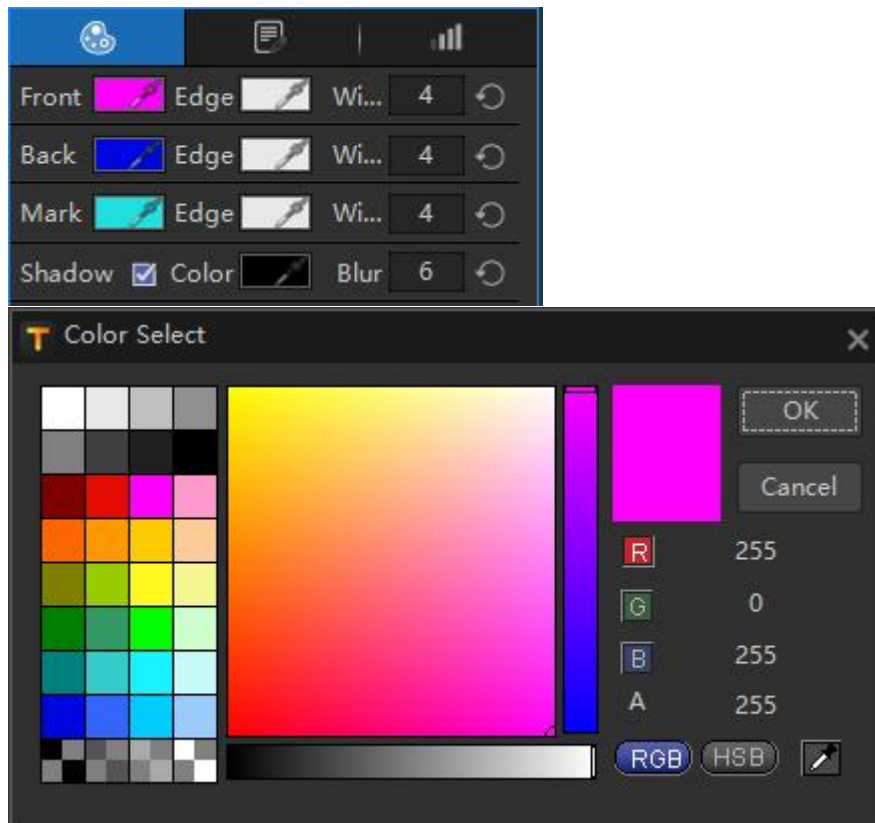 Front Edge Wi... 4
Back Edge Wi... 4
Mark Edge Wi... 4
Shadow Color Blur 6
T Color Select
OK
Cancel
R 255
G 0
B 255
A 255
RGB HSB